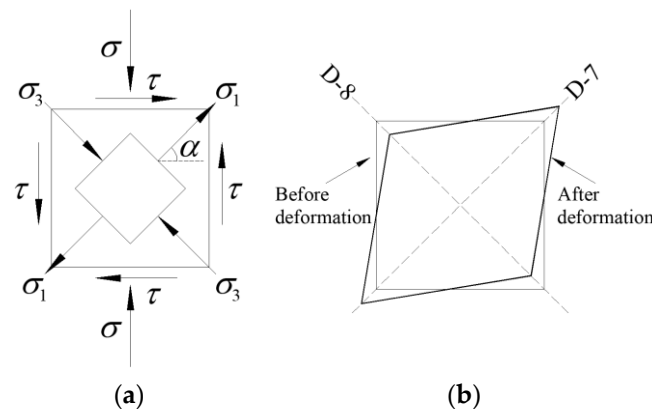 σ
τ
σ3
σ1
α
τ
τ
σ1
τ
σ3
σ
(a)
D-8
D-7
Before
deformation
After
deformation
(b)